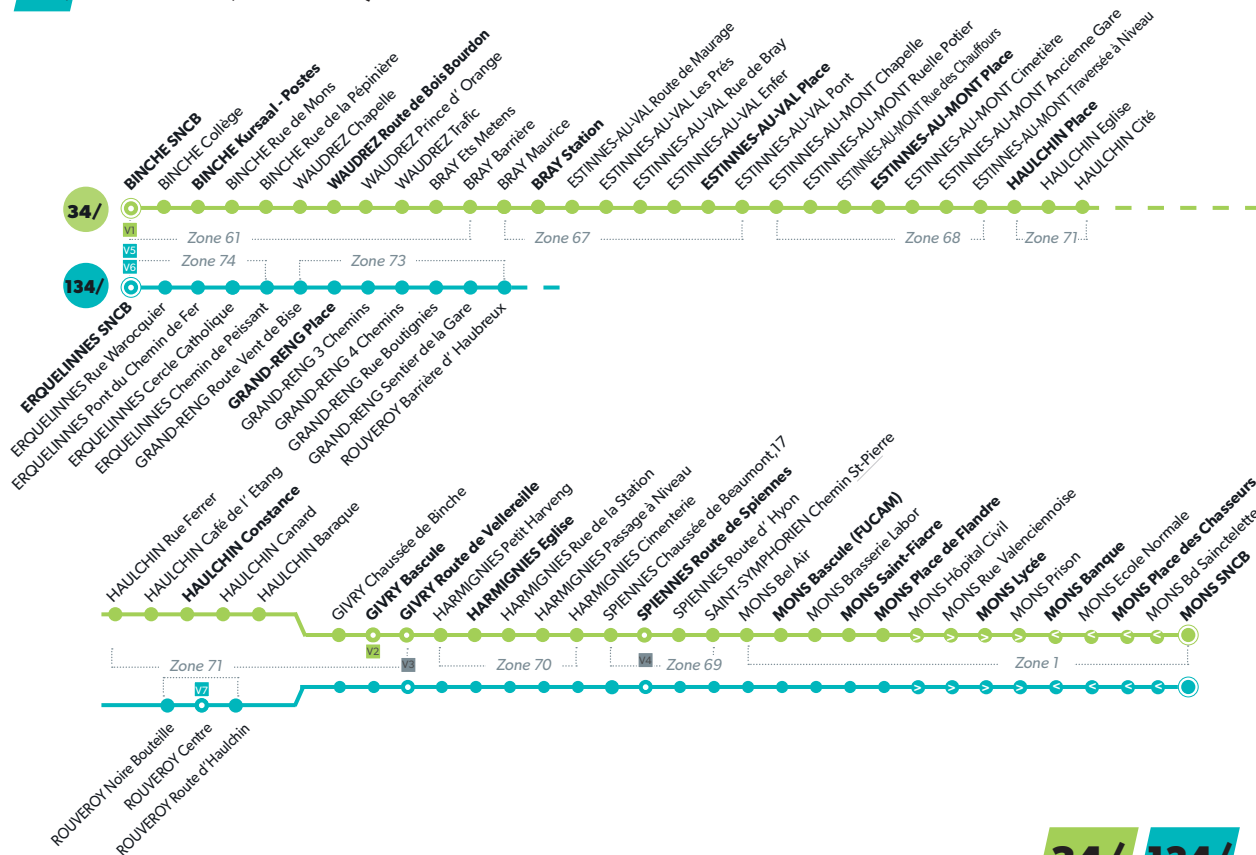 BINCHE SNCB
BINCHE Collège
BINCHE Kursaal - Postes
BINCHE Rue de Mons
BINCHE Rue de la Pépinière
WAUDREZ Chapelle
WAUDREZ Route de Bois Bourdon
WAUDREZ Prince d' Orange
WAUDREZ Trafic
BRAY Ets Metens
BRAY Barrière
BRAY Maurice
BRAY Station
ESTINNES-AU-VAL Route de Maurage
ESTINNES-AU-VAL Les Prés
ESTINNES-AU-VAL Rue de Bray
ESTINNES-AU-VAL Enfer
ESTINNES-AU-VAL Place
ESTINNES-AU-VAL Pont
ESTINNES-AU-MONT Chapelle
ESTINNES-AU-MONT Ruelle Potier
ESTINNES-AU-MONT Rue des Chauffours
ESTINNES-AU-MONT Place
ESTINNES-AU-MONT Cimetière
ESTINNES-AU-MONT Ancienne Gare
ESTINNES-AU-MONT Traversée à Niveau
HAULCHIN Place
HAULCHIN Eglise
HAULCHIN Cité
34/
V1
Zone 61
Zone 67
Zone 68
Zone 71
V5
V6
Zone 74
Zone 73
134/
ERQUELINNES SNCB
ERQUELINNES Rue Warocquier
ERQUELINNES Pont du Chemin de Fer
ERQUELINNES Cercle Catholique
ERQUELINNES Chemin de Peissant
GRAND-RENG Route Vent de Bise
GRAND-RENG Place
GRAND-RENG 3 Chemins
GRAND-RENG 4 Chemins
GRAND-RENG Rue Boutignies
GRAND-RENG Sentier de la Gare
ROUVEROY Barrière d' Haubreux
HAULCHIN Rue Ferrer
HAULCHIN Café de l' Etang
HAULCHIN Constance
HAULCHIN Canard
HAULCHIN Baraque
GIVRY Chaussée de Binche
GIVRY Bascule
GIVRY Route de Vellereille
HARMIGNIES Petit Harveng
HARMIGNIES Eglise
HARMIGNIES Rue de la Station
HARMIGNIES Passage à Niveau
HARMIGNIES Cimenterie
SPIENNES Chaussée de Beaumont,17
SPIENNES Route de Spiennes
SPIENNES Route d' Hyon
SAINT-SYMPHORIEN Chemin St-Pierre
MONS Bel Air
MONS Bascule (FUCAM)
MONS Brasserie Labor
MONS Saint-Fiacre
MONS Place de Flandre
MONS Hôpital Civil
MONS Rue Valenciennoise
MONS Lycée
MONS Prison
MONS Banque
MONS Ecole Normale
MONS Place des Chasseurs
MONS Bd Sainctelette
MONS SNCB
V2
V3
V4
Zone 71
Zone 70
Zone 69
Zone 1
V7
ROUVEROY Noire Bouteille
ROUVEROY Centre
ROUVEROY Route d'Haulchin
34/ 134/